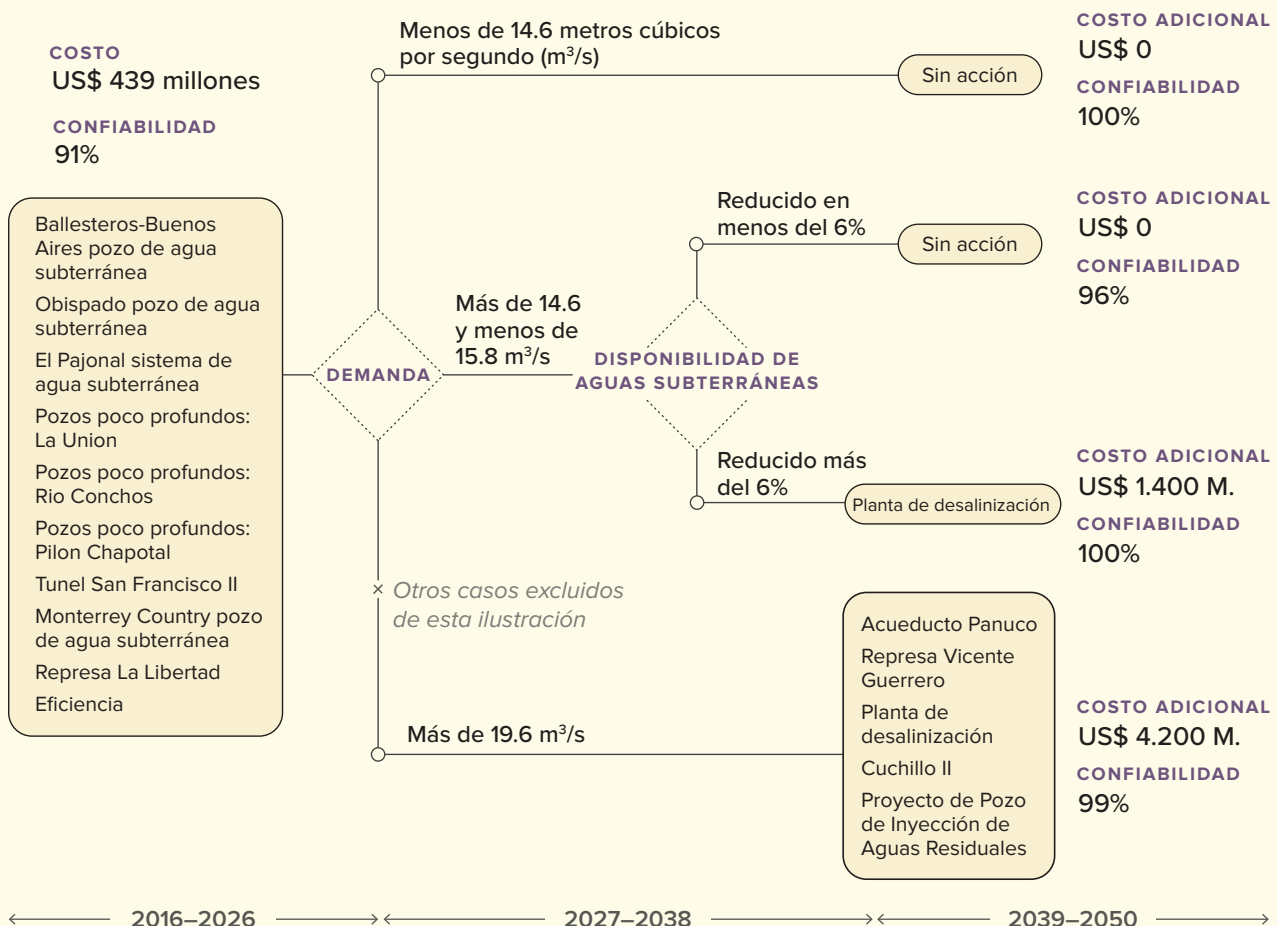 COSTO
US$ 439 millones
CONFIABILIDAD
91%
Ballesteros-Buenos
Aires pozo de agua
subterránea
Obispado pozo de agua
subterránea
El Pajonal sistema de
agua subterránea
Pozos poco profundos:
La Union
Pozos poco profundos:
Rio Conchos
Pozos poco profundos:
Pilon Chapotal
Tunel San Francisco II
Monterrey Country pozo
de agua subterránea
Represa La Libertad
Eficiencia
DEMANDA
Menos de 14.6 metros cúbicos
por segundo (m³/s)
Sin acción
COSTO ADICIONAL
US$ 0
CONFIABILIDAD
100%
Más de 14.6
y menos de
15.8 m³/s
DISPONIBILIDAD DE
AGUAS SUBTERRÁNEAS
Reducido en
menos del 6%
Sin acción
COSTO ADICIONAL
US$ 0
CONFIABILIDAD
96%
Reducido más
del 6%
Planta de desalinización
COSTO ADICIONAL
US$ 1.400 M.
CONFIABILIDAD
100%
× Otros casos excluidos
de esta ilustración
Más de 19.6 m³/s
Acueducto Panuco
Represa Vicente
Guerrero
Planta de
desalinización
Cuchillo II
Proyecto de Pozo
de Inyección de
Aguas Residuales
COSTO ADICIONAL
US$ 4.200 M.
CONFIABILIDAD
99%
2016–2026
2027–2038
2039–2050